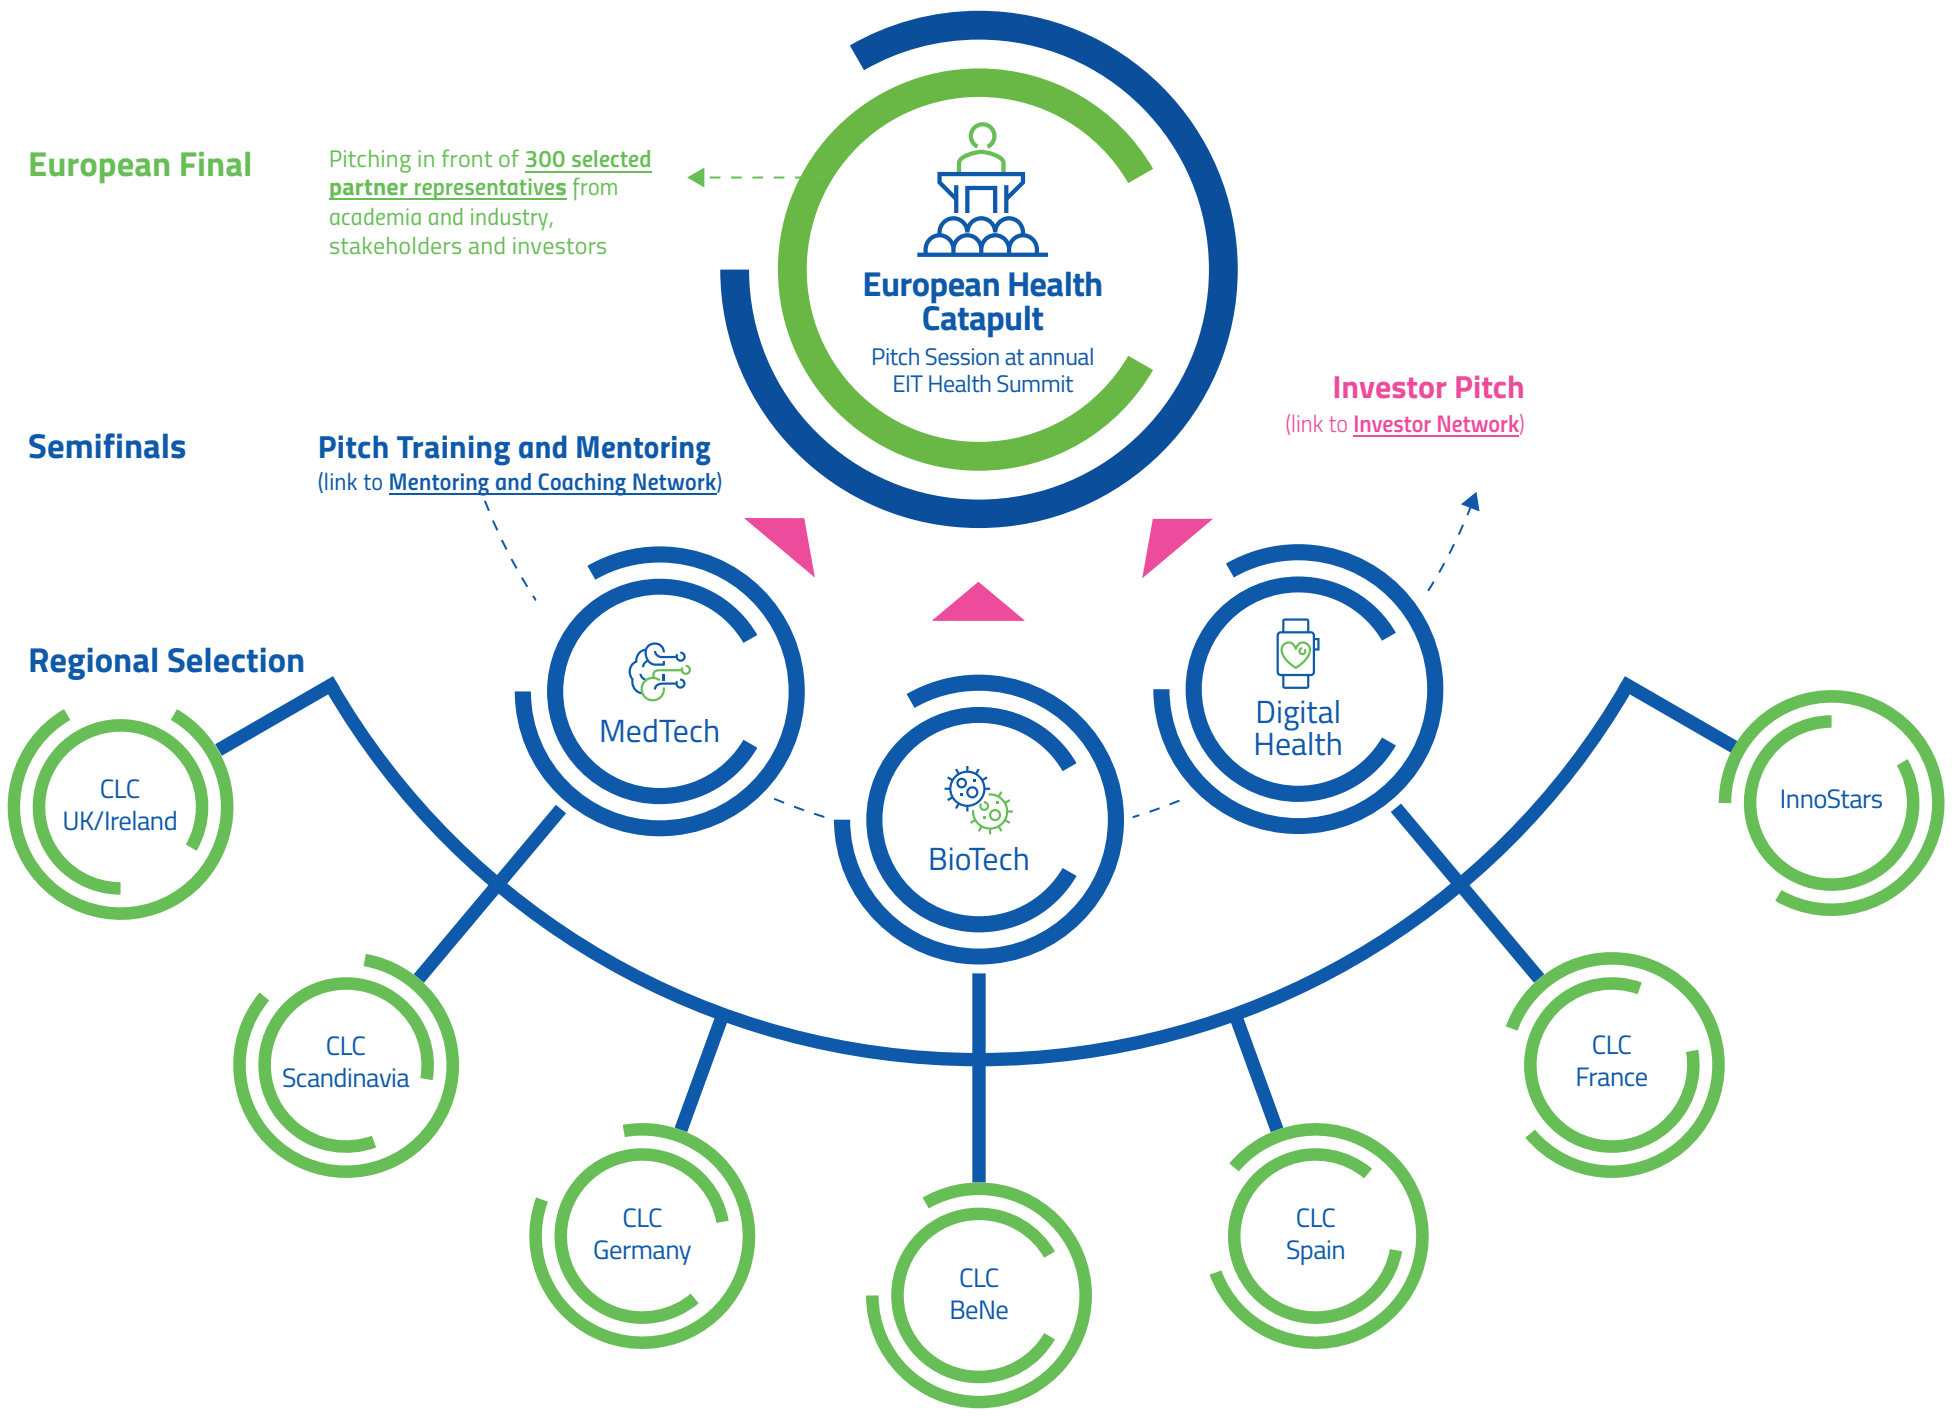 European Final
Pitching in front of 300 selected
partner representatives from
academia and industry,
stakeholders and investors
European Health
Catapult
Pitch Session at annual
EIT Health Summit
Investor Pitch
(link to Investor Network)
Semifinals
Pitch Training and Mentoring
(link to Mentoring and Coaching Network)
Regional Selection
MedTech
BioTech
Digital
Health
CLC
UK/Ireland
CLC
Scandinavia
CLC
Germany
CLC
BeNe
CLC
Spain
CLC
France
InnoStars